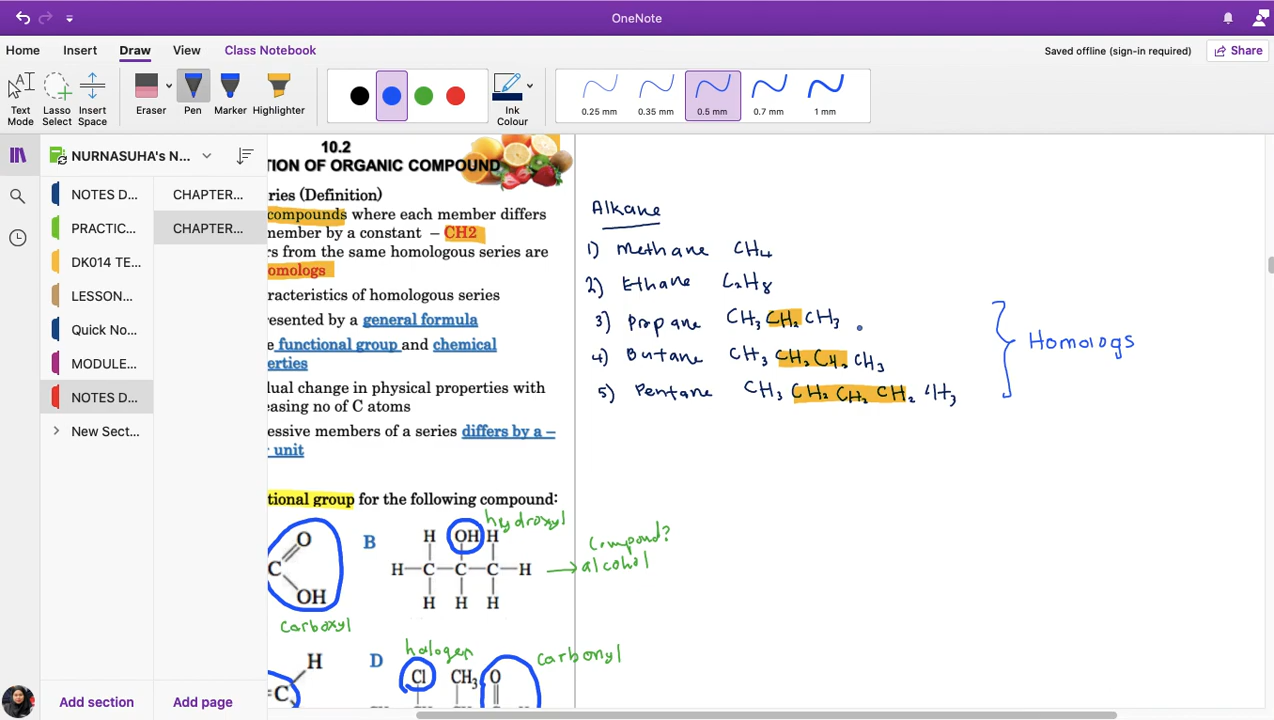 OneNote
Home Insert Draw View Class Notebook
Saved offline (sign-in required) Share
Text Mode
Lasso Select
Insert Space
Eraser
Pen
Marker
Highlighter
Ink Colour
0.25 mm 0.35 mm 0.5 mm 0.7 mm 1 mm
NURNASUHA's N...
NOTES D...
PRACTIC...
DK014 TE...
LESSON...
Quick No...
MODULE...
NOTES D...
New Sect...
CHAPTER...
CHAPTER...
Add section
Add page
10.2
TION OF ORGANIC COMPOUND
ries (Definition)
compounds where each member differs
member by a constant – CH2
rs from the same homologous series are
omologs
racteristics of homologous series
resented by a general formula
e functional group and chemical
erties
dual change in physical properties with
easing no of C atoms
essive members of a series differs by a –
unit
tional group for the following compound:
O
C
OH
carboxyl
B
hydroxyl
H OH H
H C C C H
H H H
compound?
alcohol
H
C
D
halogen
carbonyl
Cl CH3 O
Alkane
1) Methane CH4
2) Ethane C2H8
3) Propane CH3 CH2 CH3
4) Butane CH3 CH2 CH2 CH3
5) Pentane CH3 CH2 CH2 CH2 CH3
Homologs